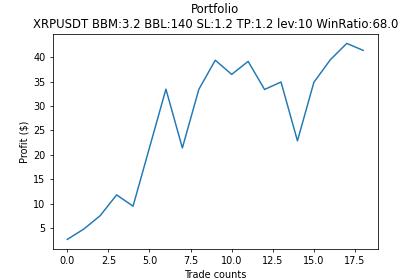 Portfolio
XRPUSDT BBM:3.2 BBL:140 SL:1.2 TP:1.2 lev:10 WinRatio:68.0
40
35
30
25
20
15
10
5
Profit ($)
0.0 2.5 5.0 7.5 10.0 12.5 15.0 17.5
Trade counts